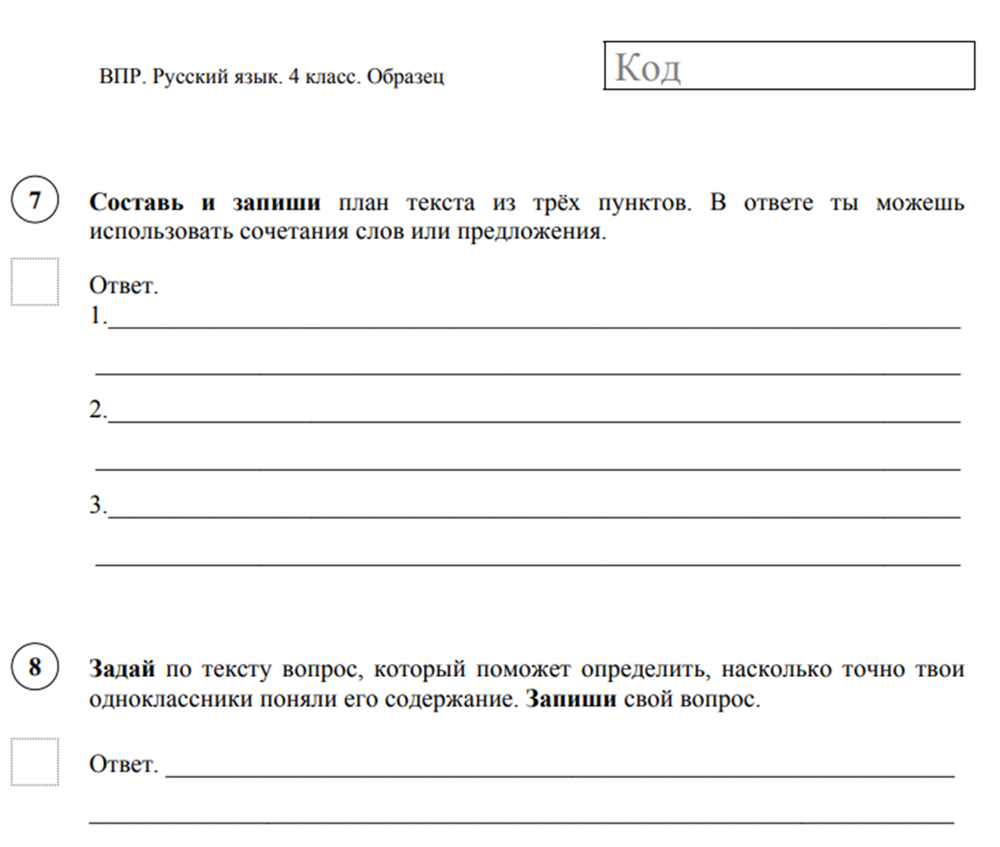 ВПР. Русский язык. 4 класс. Образец
Код
7
Составь и запиши план текста из трёх пунктов. В ответе ты можешь
использовать сочетания слов или предложения.
Ответ.
1.
2.
3.
8
Задай по тексту вопрос, который поможет определить, насколько точно твои
одноклассники поняли его содержание. Запиши свой вопрос.
Ответ.